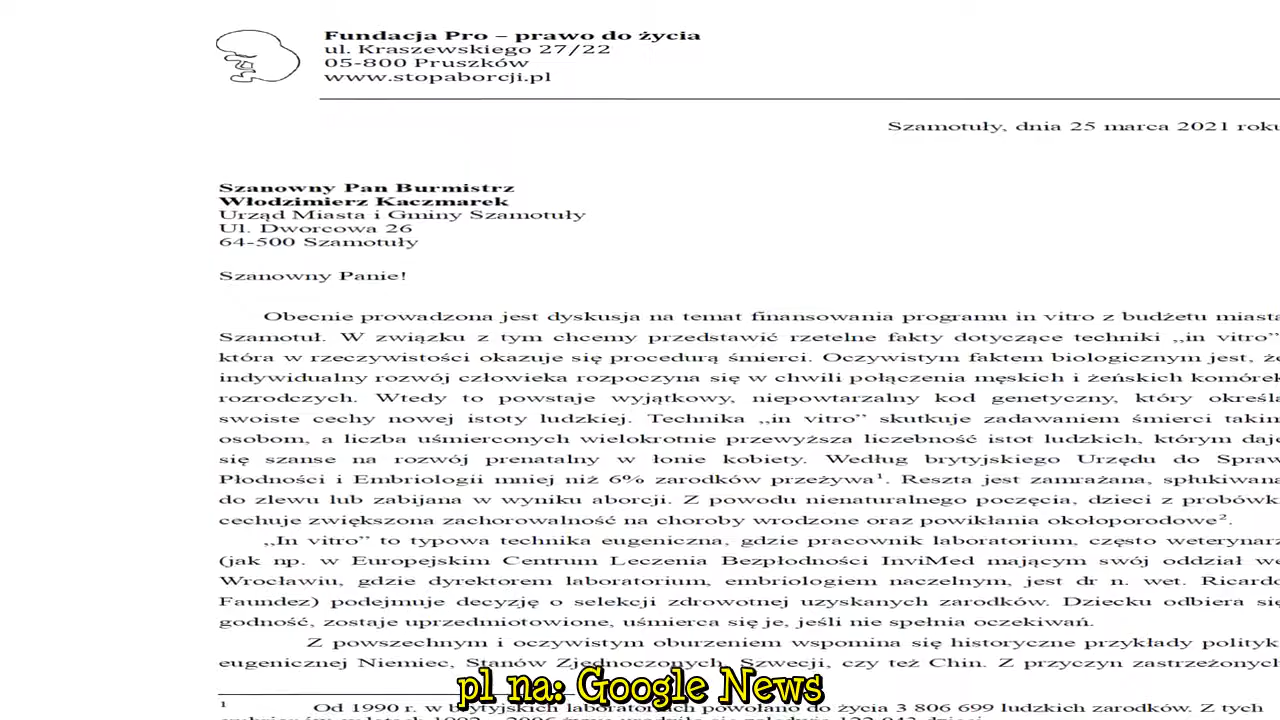 Fundacja Pro – prawo do życia
ul. Kraszewskiego 27/22
05-800 Pruszków
www.stopaborcji.pl
Szamotuły, dnia 25 marca 2021 roku
Szanowny Pan Burmistrz
Włodzimierz Kaczmarek
Urząd Miasta i Gminy Szamotuły
Ul. Dworcowa 26
64-500 Szamotuły
Szanowny Panie!
Obecnie prowadzona jest dyskusja na temat finansowania programu in vitro z budżetu miasta
Szamotuł. W związku z tym chcemy przedstawić rzetelne fakty dotyczące techniki ,,in vitro”
która w rzeczywistości okazuje się procedurą śmierci. Oczywistym faktem biologicznym jest, że
indywidualny rozwój człowieka rozpoczyna się w chwili połączenia męskich i żeńskich komórek
rozrodczych. Wtedy to powstaje wyjątkowy, niepowtarzalny kod genetyczny, który określa
swoiste cechy nowej istoty ludzkiej. Technika ,,in vitro” skutkuje zadawaniem śmierci takim
osobom, a liczba uśmierconych wielokrotnie przewyższa liczebność istot ludzkich, którym daje
się szanse na rozwój prenatalny w łonie kobiety. Według brytyjskiego Urzędu do Spraw
Płodności i Embriologii mniej niż 6% zarodków przeżywa¹. Reszta jest zamrażana, spłukiwana
do zlewu lub zabijana w wyniku aborcji. Z powodu nienaturalnego poczęcia, dzieci z probówki
cechuje zwiększona zachorowalność na choroby wrodzone oraz powikłania okołoporodowe².
,,In vitro” to typowa technika eugeniczna, gdzie pracownik laboratorium, często weterynarz
(jak np. w Europejskim Centrum Leczenia Bezpłodności InviMed mającym swój oddział we
Wrocławiu, gdzie dyrektorem laboratorium, embriologiem naczelnym, jest dr n. wet. Ricardo
Faundez) podejmuje decyzję o selekcji zdrowotnej uzyskanych zarodków. Dziecku odbiera się
godność, zostaje uprzedmiotowione, uśmierca się je, jeśli nie spełnia oczekiwań.
Z powszechnym i oczywistym oburzeniem wspomina się historyczne przykłady polityki
eugenicznej Niemiec, Stanów Zjednoczonych, Szwecji, czy też Chin. Z przyczyn zastrzeżonych
pl na: Google News
¹ Od 1990 r. w brytyjskich laboratoriach powołano do życia 3 806 699 ludzkich zarodków. Z tych